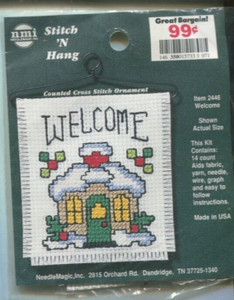 nmi
Stitch
'N
Hang
Great Bargain!
99¢
Counted Cross Stitch Ornament
WELCOME
Item 2446
Welcome
Shown
Actual Size
This Kit
Contains:
14 count
Aida fabric,
yarn, needle,
wire, graph
and easy to
follow
instructions.
Made in USA
NeedleMagic, Inc. 2815 Orchard Rd. Dandridge, TN 37725-1340